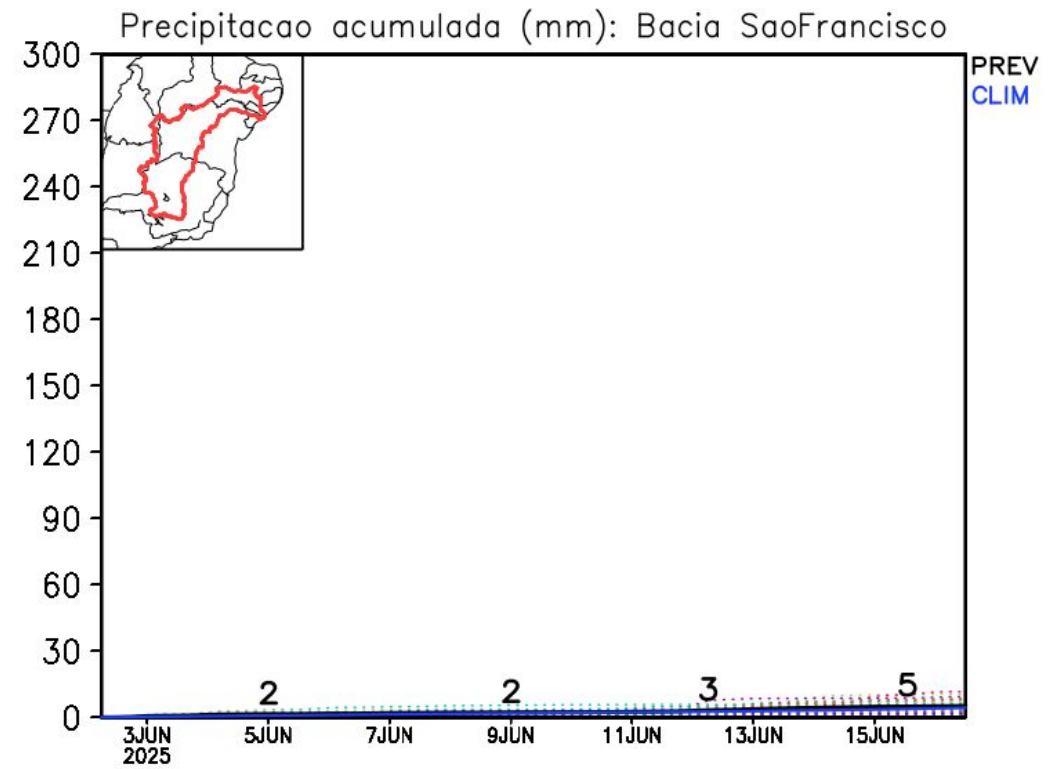 Precipitacao acumulada (mm): Bacia SaoFrancisco
PREV
CLIM
300
270
240
210
180
150
120
90
60
30
0
2
2
3
5
3JUN
5JUN
7JUN
9JUN
11JUN
13JUN
15JUN
2025